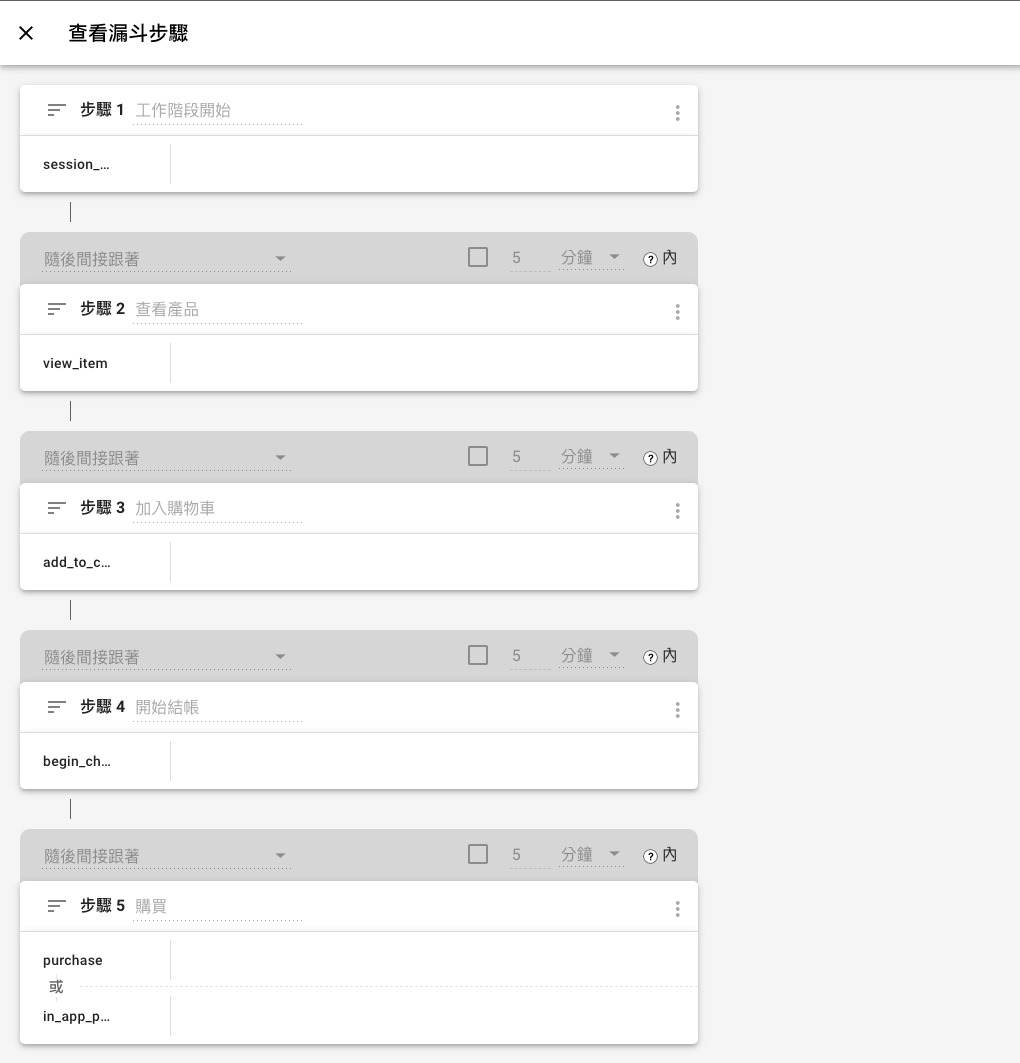 查看漏斗步驟
步驟 1 工作階段開始
session_...
隨後間接跟著 5 分鐘 ? 內
步驟 2 查看產品
view_item
隨後間接跟著 5 分鐘 ? 內
步驟 3 加入購物車
add_to_c...
隨後間接跟著 5 分鐘 ? 內
步驟 4 開始結帳
begin_ch...
隨後間接跟著 5 分鐘 ? 內
步驟 5 購買
purchase
或
in_app_p...